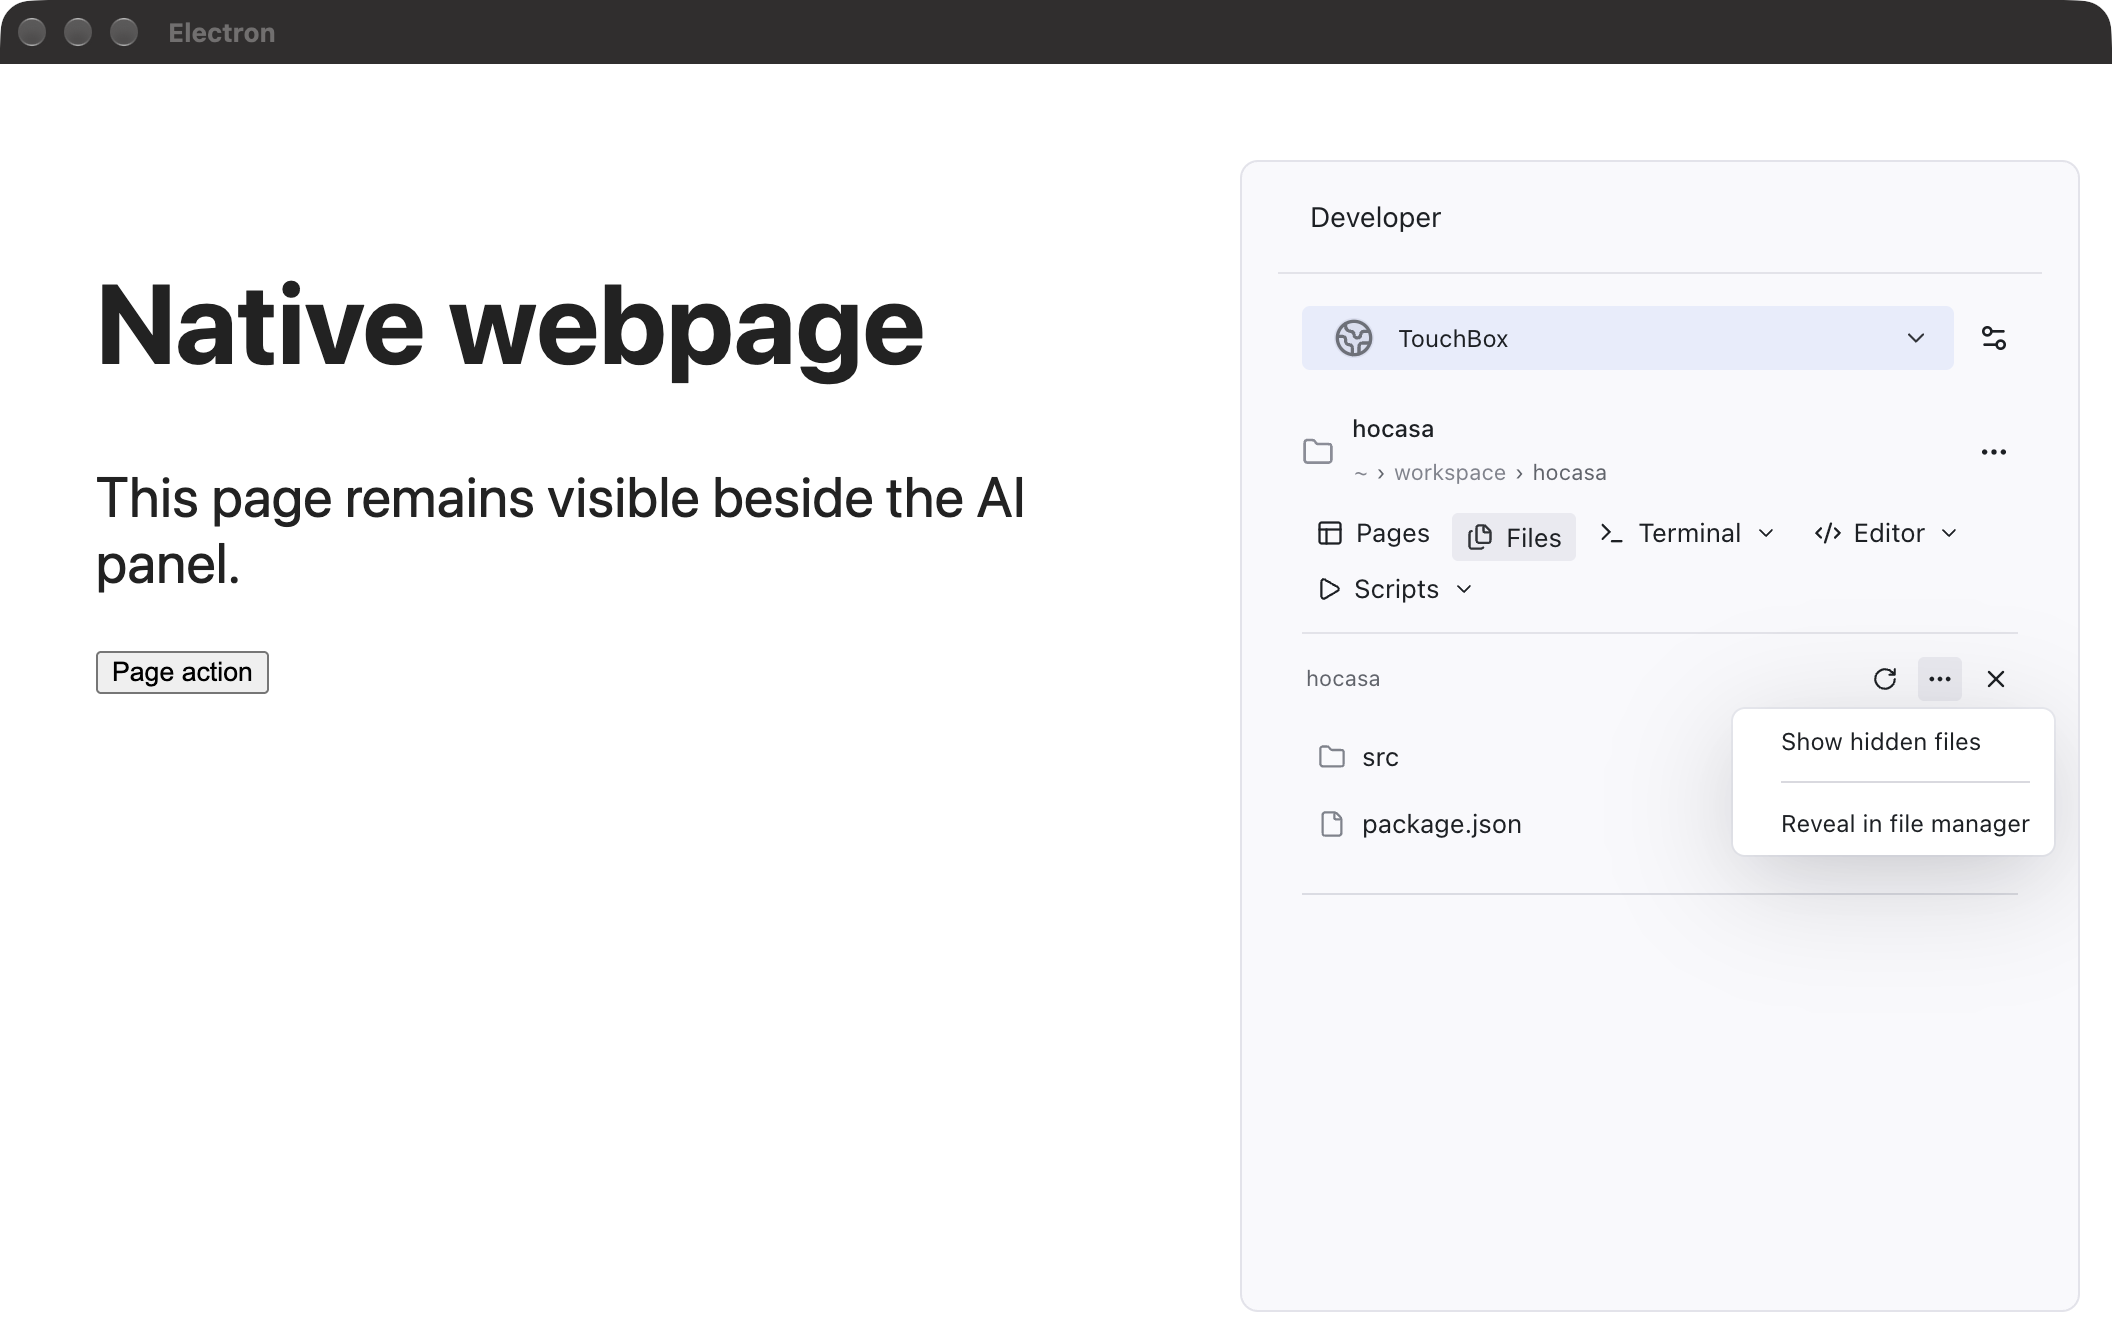 Electron
Native webpage
This page remains visible beside the AI
panel.
Page action
Developer
TouchBox
hocasa
~ › workspace › hocasa
Pages Files Terminal Editor
Scripts
hocasa
Show hidden files
src
Reveal in file manager
package.json